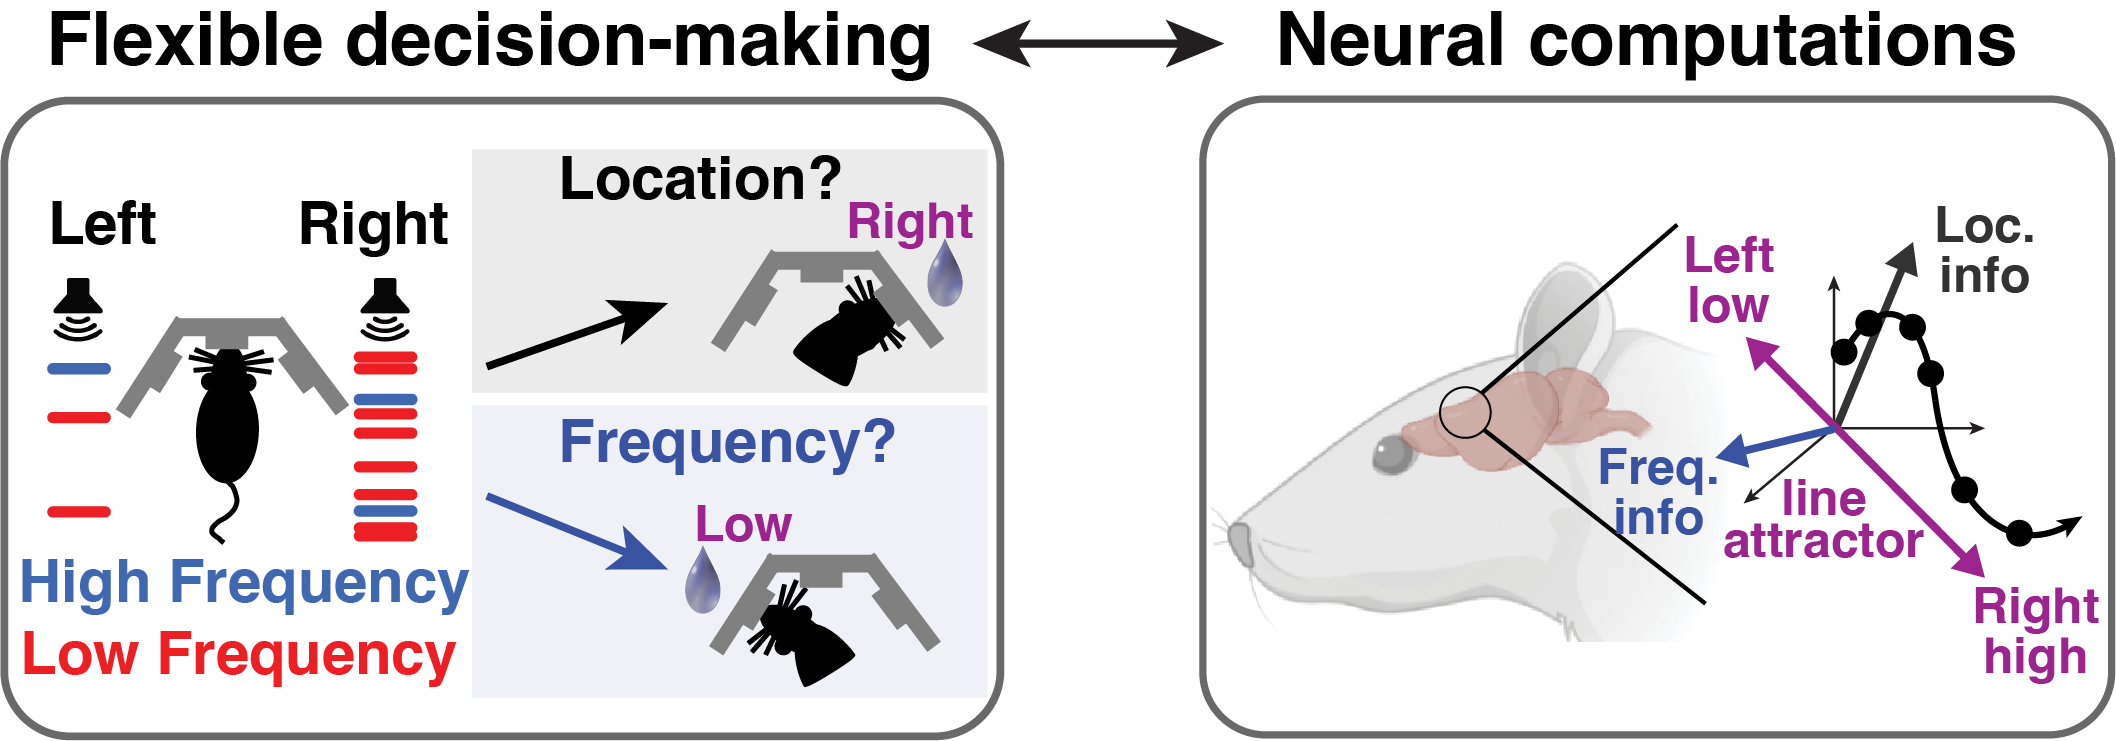 Flexible decision-making
Neural computations
Left
Right
High Frequency
Low Frequency
Location?
Right
Frequency?
Low
Left
low
Loc.
info
Freq.
info
line
attractor
Right
high